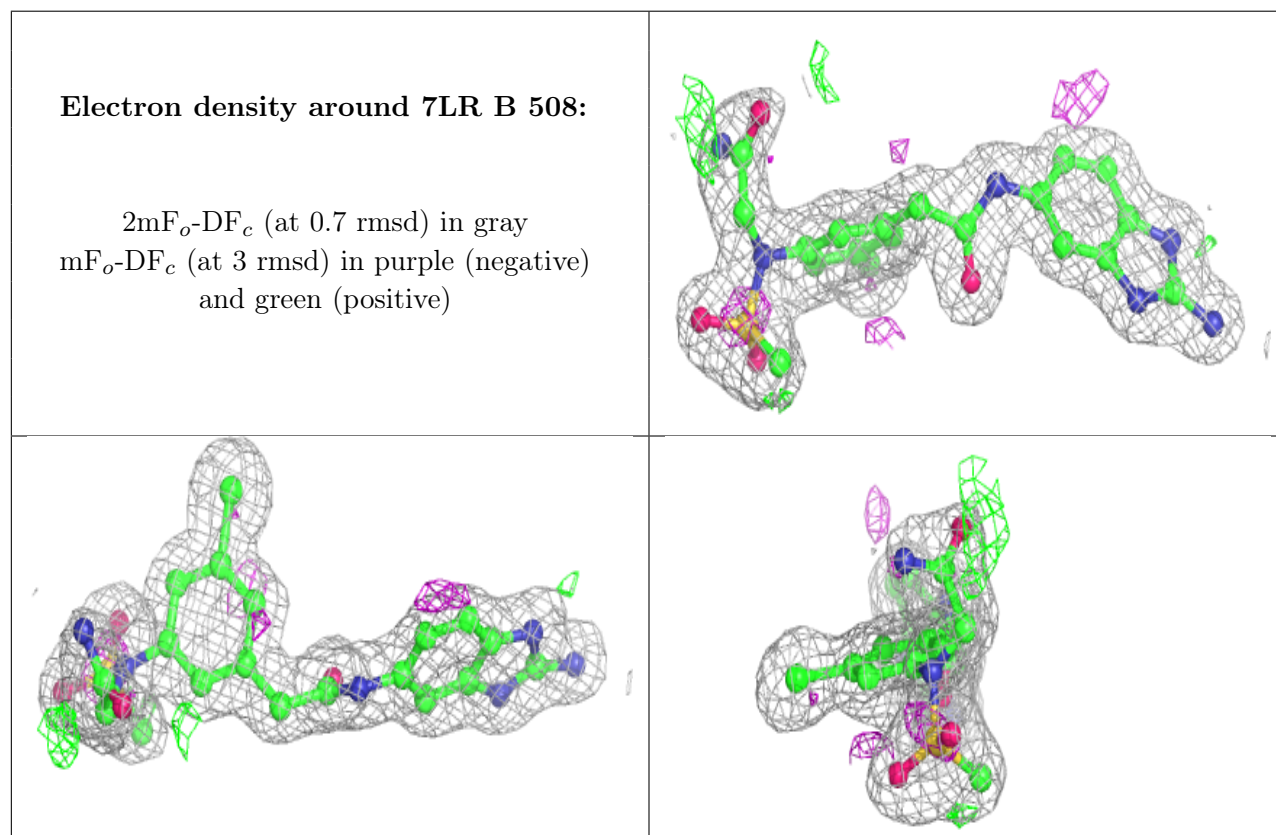 Electron density around 7LR B 508:
2mFo-DFc (at 0.7 rmsd) in gray
mFo-DFc (at 3 rmsd) in purple (negative)
and green (positive)